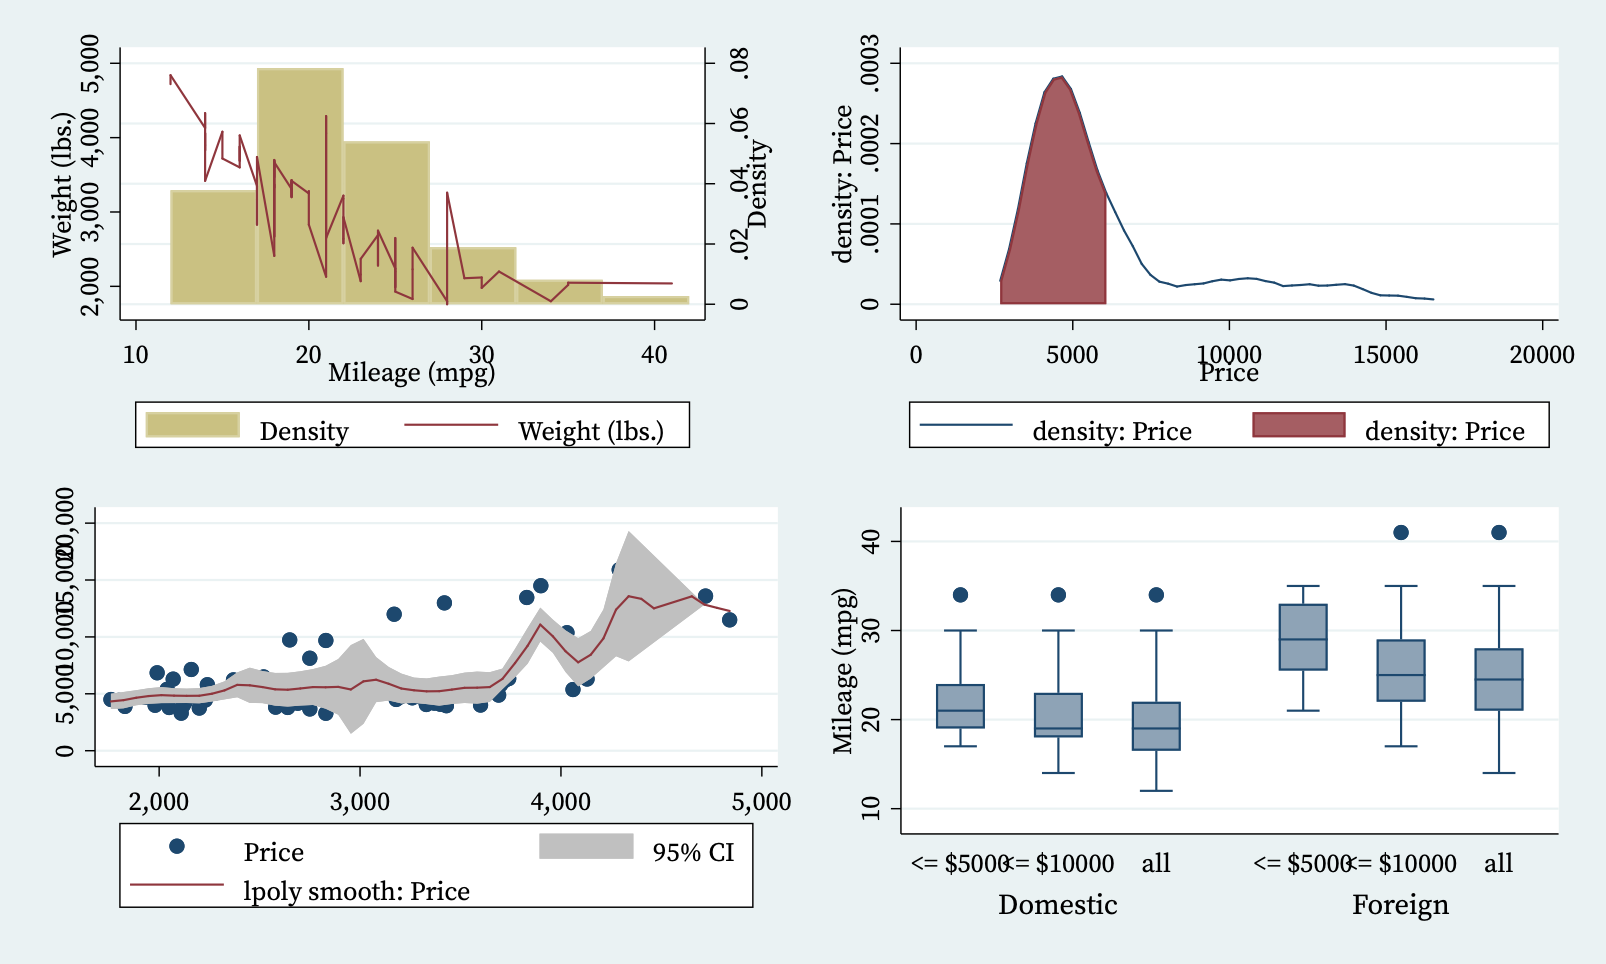 Weight (lbs.)
2,000 3,000 4,000 5,000
0 .02 .04 .06 .08
Density
10 20 30 40
Mileage (mpg)
Density Weight (lbs.)
density: Price
0 .0001 .0002 .0003
0 5000 10000 15000 20000
Price
density: Price density: Price
0 5,000 10,000 15,000 20,000
2,000 3,000 4,000 5,000
Price 95% CI
lpoly smooth: Price
Mileage (mpg)
10 20 30 40
<= $5000 <= $10000 all <= $5000 <= $10000 all
Domestic Foreign